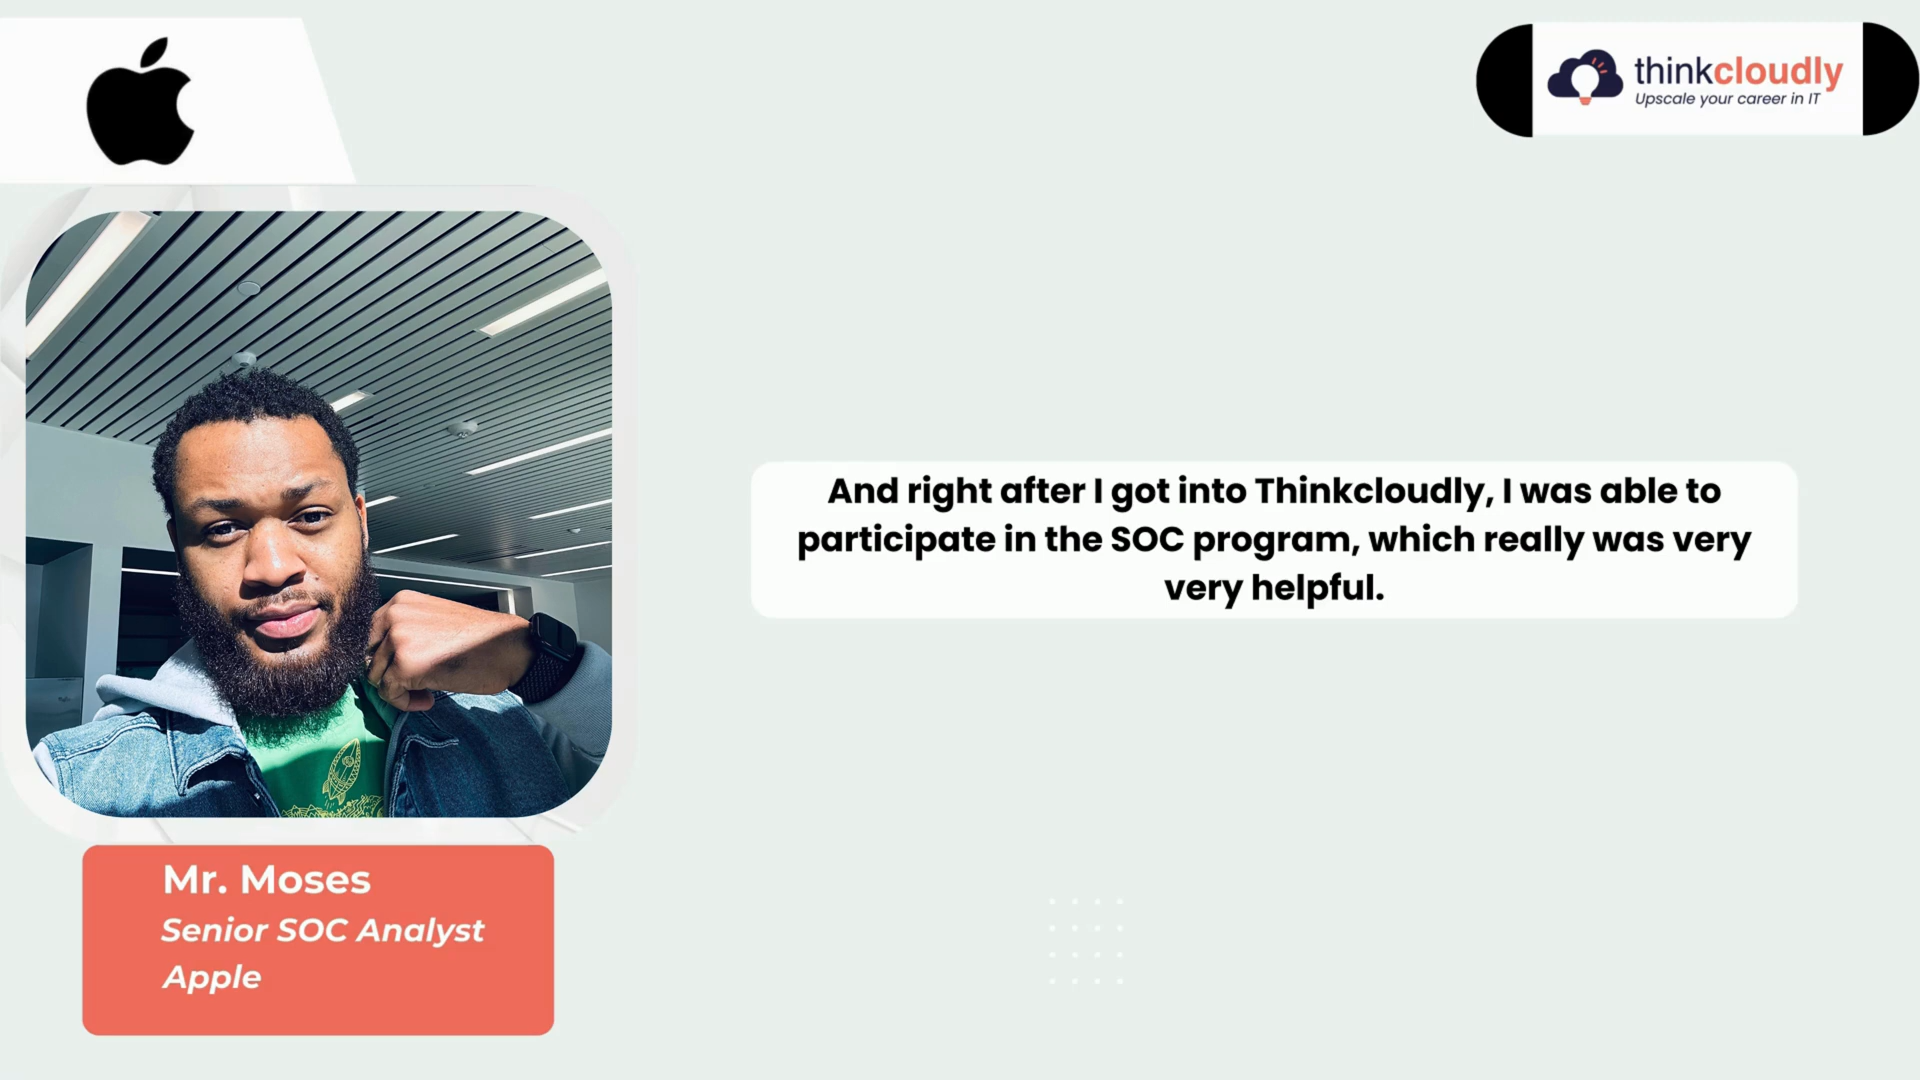 thinkcloudly
Upscale your career in IT
And right after I got into Thinkcloudly, I was able to
participate in the SOC program, which really was very
very helpful.
Mr. Moses
Senior SOC Analyst
Apple